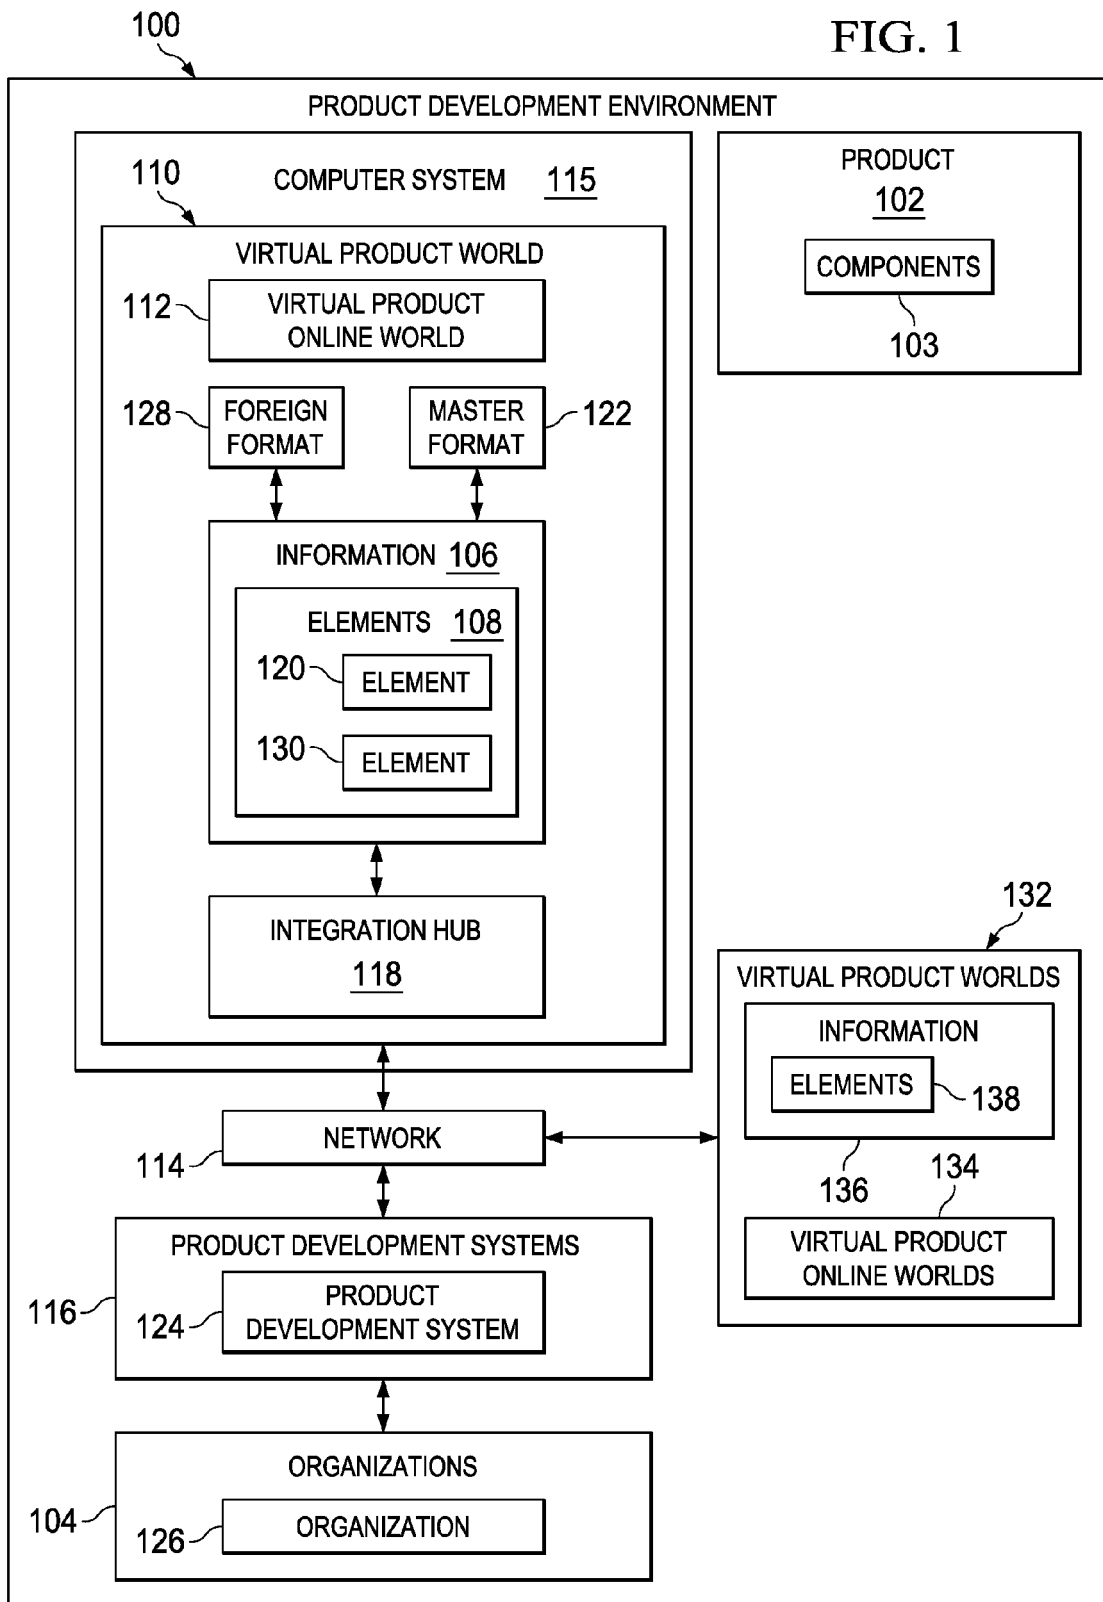 FIG. 1
100
PRODUCT DEVELOPMENT ENVIRONMENT
COMPUTER SYSTEM 115
110
VIRTUAL PRODUCT WORLD
112
VIRTUAL PRODUCT
ONLINE WORLD
128
FOREIGN
FORMAT
MASTER
FORMAT
122
INFORMATION 106
ELEMENTS 108
120
ELEMENT
130
ELEMENT
INTEGRATION HUB
118
PRODUCT
102
COMPONENTS
103
132
VIRTUAL PRODUCT WORLDS
INFORMATION
ELEMENTS
138
136
134
VIRTUAL PRODUCT
ONLINE WORLDS
NETWORK
114
PRODUCT DEVELOPMENT SYSTEMS
116
124
PRODUCT
DEVELOPMENT SYSTEM
ORGANIZATIONS
104
126
ORGANIZATION